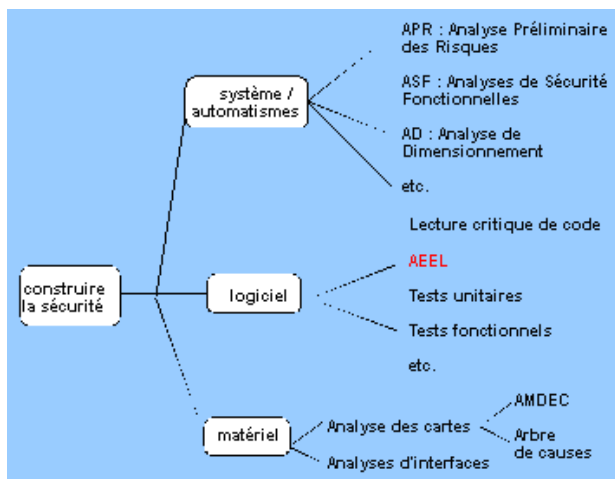 APR : Analyse Préliminaire
des Risques
système /
automatismes
ASF : Analyses de Sécurité
Fonctionnelles
AD : Analyse de
Dimensionnement
etc.
Lecture critique de code
AEEL
construire
la sécurité
logiciel
Tests unitaires
Tests fonctionnels
etc.
AMDEC
matériel
Analyse des cartes
Arbre
de causes
Analyses d'interfaces